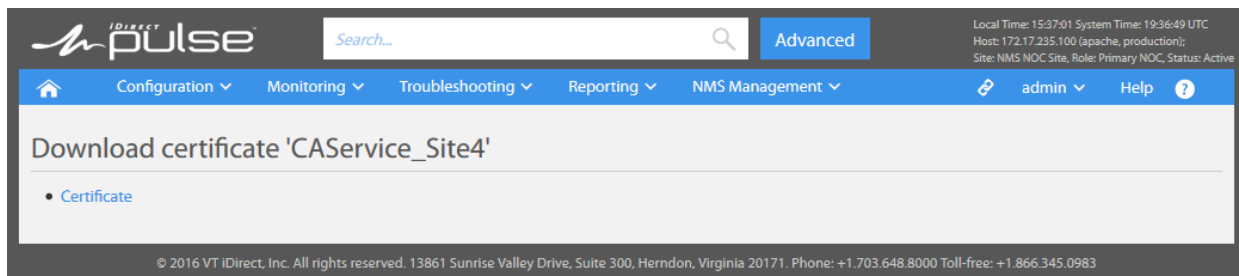 iDIRECT
pulse
Search...
Advanced
Local Time: 15:37:01 System Time: 19:36:49 UTC
Host: 172.17.235.100 (apache, production);
Site: NMS NOC Site, Role: Primary NOC, Status: Active
Configuration
Monitoring
Troubleshooting
Reporting
NMS Management
admin
Help
?
Download certificate 'CAService_Site4'
• Certificate
© 2016 VT iDirect, Inc. All rights reserved. 13861 Sunrise Valley Drive, Suite 300, Herndon, Virginia 20171. Phone: +1.703.648.8000 Toll-free: +1.866.345.0983